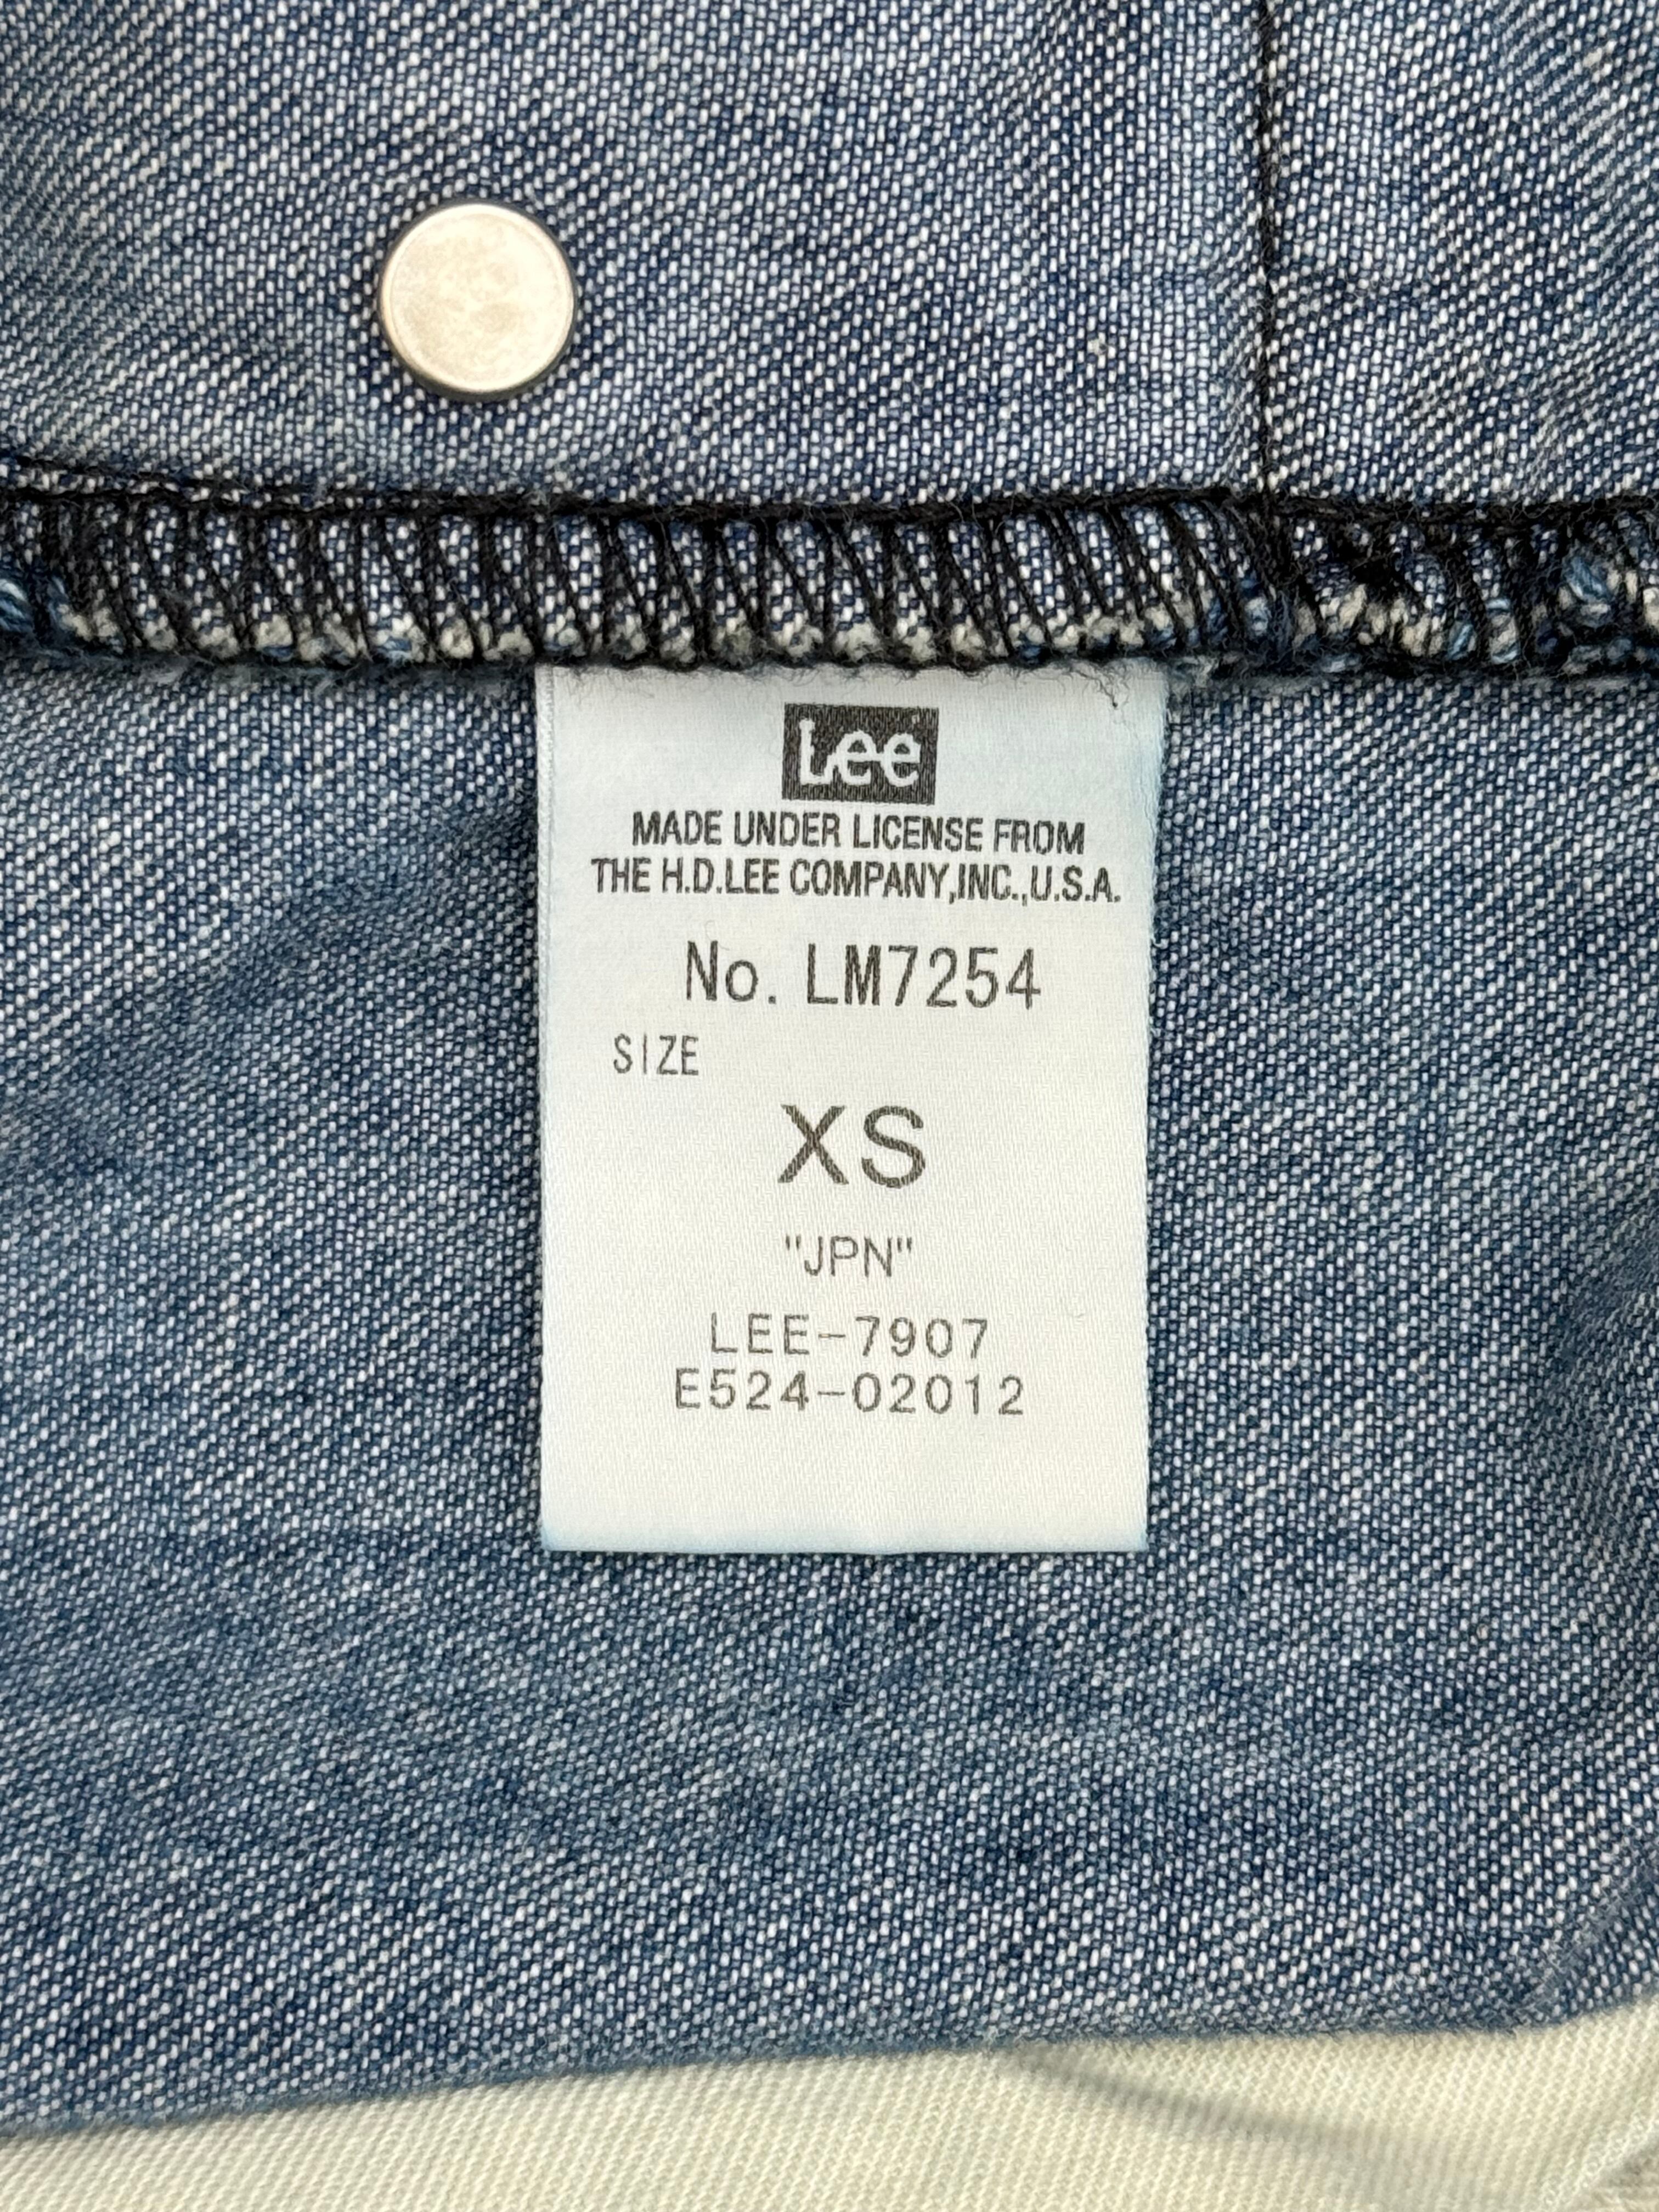 Lee
MADE UNDER LICENSE FROM
THE H.D.LEE COMPANY,INC.,U.S.A.
No. LM7254
SIZE
XS
"JPN"
LEE-7907
E524-02012